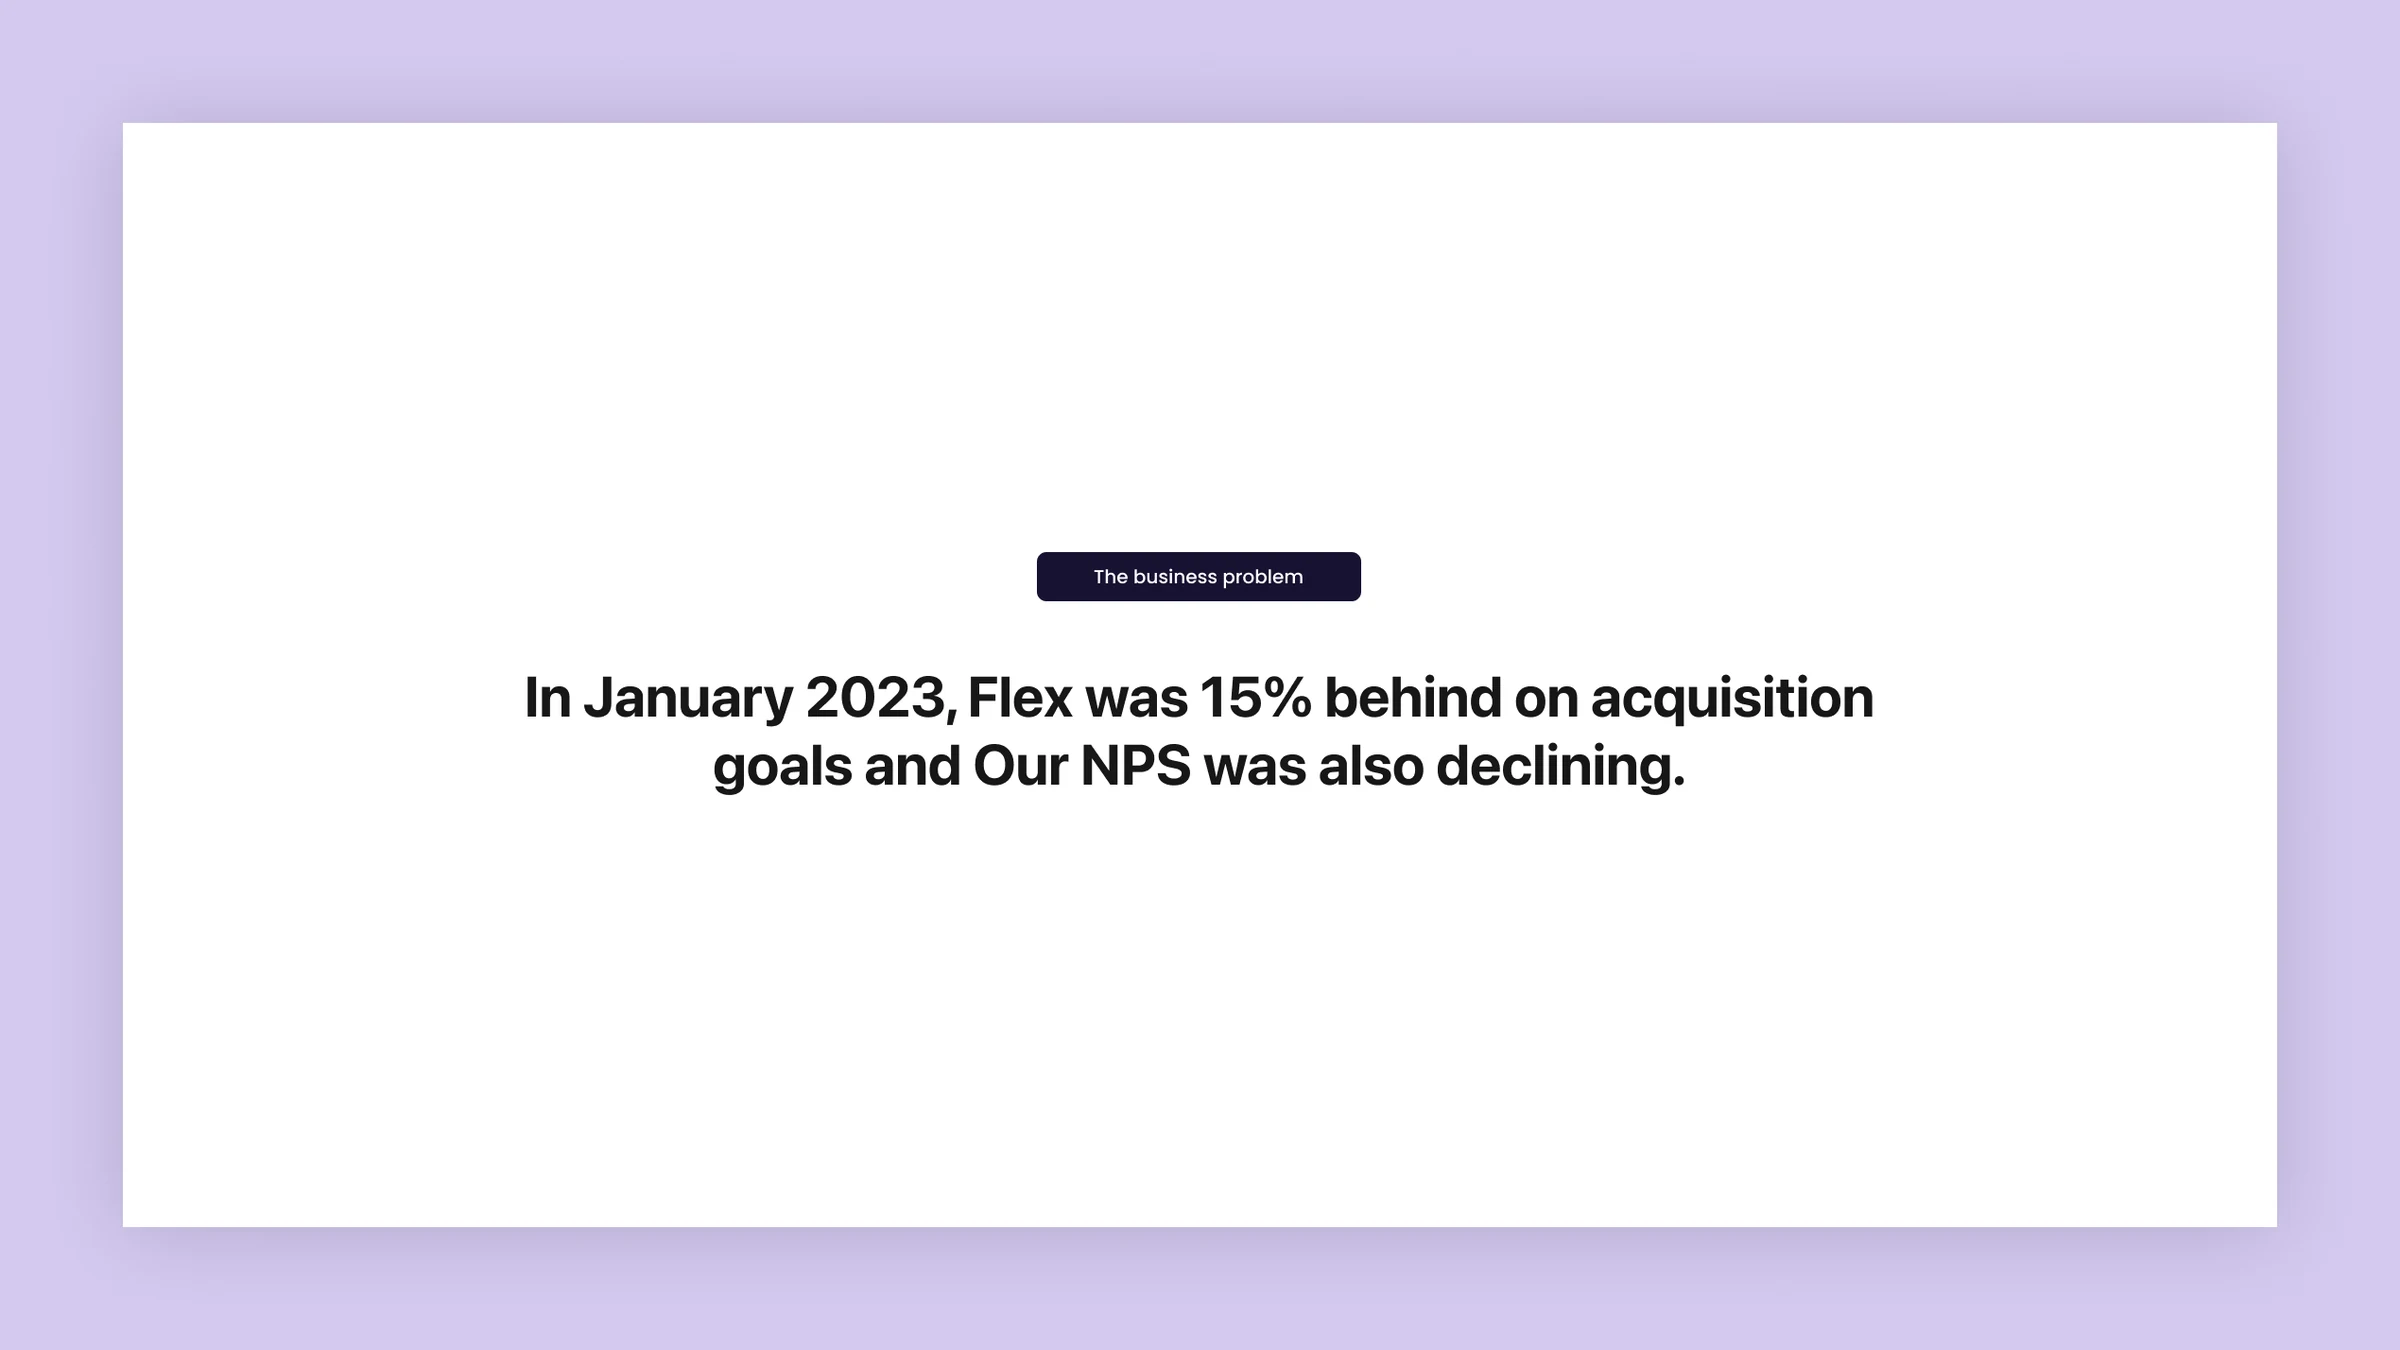 The business problem
In January 2023, Flex was 15% behind on acquisition
goals and Our NPS was also declining.